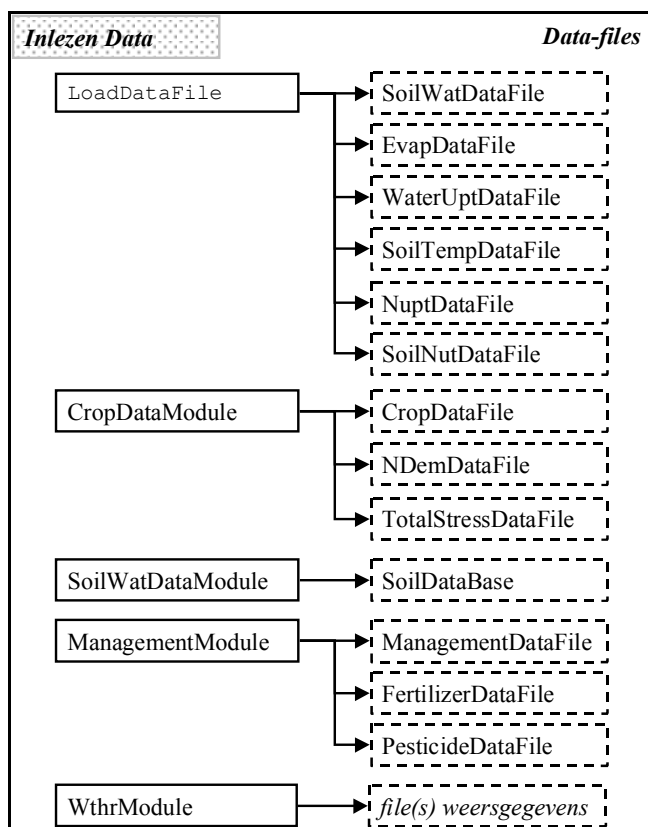 Inlezen Data
Data-files
LoadDataFile
SoilWatDataFile
EvapDataFile
WaterUptDataFile
SoilTempDataFile
NuptDataFile
SoilNutDataFile
CropDataModule
CropDataFile
NDemDataFile
TotalStressDataFile
SoilWatDataModule
SoilDataBase
ManagementModule
ManagementDataFile
FertilizerDataFile
PesticideDataFile
WthrModule
file(s) weersgegevens